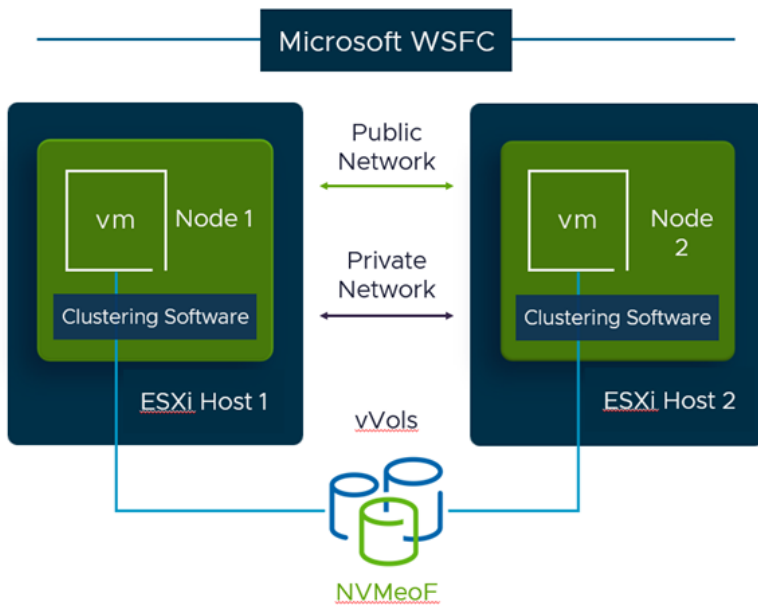 Microsoft WSFC
Public
Network
vm
Node 1
vm
Node
2
Private
Network
Clustering Software
Clustering Software
ESXi Host 1
ESXi Host 2
vVols
NVMeoF